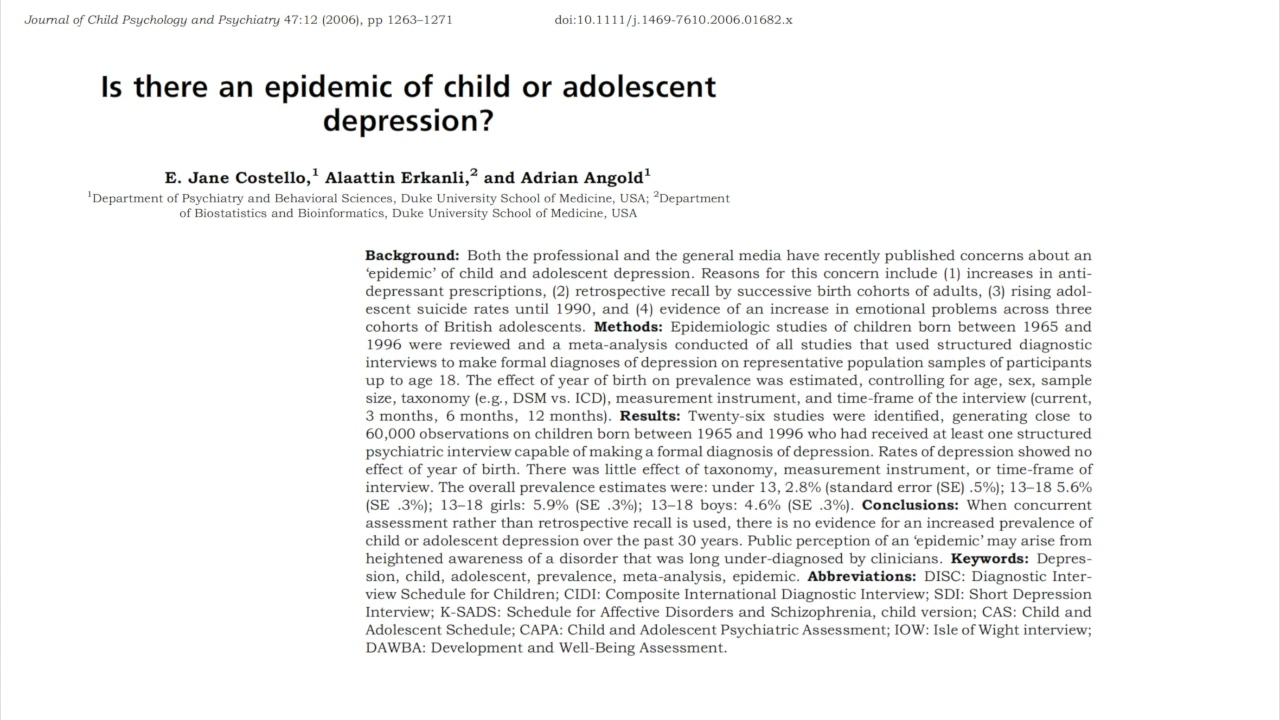 Journal of Child Psychology and Psychiatry 47:12 (2006), pp 1263–1271 doi:10.1111/j.1469-7610.2006.01682.x
Is there an epidemic of child or adolescent
depression?
E. Jane Costello,¹ Alaattin Erkanli,² and Adrian Angold¹
¹Department of Psychiatry and Behavioral Sciences, Duke University School of Medicine, USA; ²Department
of Biostatistics and Bioinformatics, Duke University School of Medicine, USA
Background: Both the professional and the general media have recently published concerns about an
‘epidemic’ of child and adolescent depression. Reasons for this concern include (1) increases in anti-
depressant prescriptions, (2) retrospective recall by successive birth cohorts of adults, (3) rising adol-
escent suicide rates until 1990, and (4) evidence of an increase in emotional problems across three
cohorts of British adolescents. Methods: Epidemiologic studies of children born between 1965 and
1996 were reviewed and a meta-analysis conducted of all studies that used structured diagnostic
interviews to make formal diagnoses of depression on representative population samples of participants
up to age 18. The effect of year of birth on prevalence was estimated, controlling for age, sex, sample
size, taxonomy (e.g., DSM vs. ICD), measurement instrument, and time-frame of the interview (current,
3 months, 6 months, 12 months). Results: Twenty-six studies were identified, generating close to
60,000 observations on children born between 1965 and 1996 who had received at least one structured
psychiatric interview capable of making a formal diagnosis of depression. Rates of depression showed no
effect of year of birth. There was little effect of taxonomy, measurement instrument, or time-frame of
interview. The overall prevalence estimates were: under 13, 2.8% (standard error (SE) .5%); 13–18 5.6%
(SE .3%); 13–18 girls: 5.9% (SE .3%); 13–18 boys: 4.6% (SE .3%). Conclusions: When concurrent
assessment rather than retrospective recall is used, there is no evidence for an increased prevalence of
child or adolescent depression over the past 30 years. Public perception of an ‘epidemic’ may arise from
heightened awareness of a disorder that was long under-diagnosed by clinicians. Keywords: Depres-
sion, child, adolescent, prevalence, meta-analysis, epidemic. Abbreviations: DISC: Diagnostic Inter-
view Schedule for Children; CIDI: Composite International Diagnostic Interview; SDI: Short Depression
Interview; K-SADS: Schedule for Affective Disorders and Schizophrenia, child version; CAS: Child and
Adolescent Schedule; CAPA: Child and Adolescent Psychiatric Assessment; IOW: Isle of Wight interview;
DAWBA: Development and Well-Being Assessment.